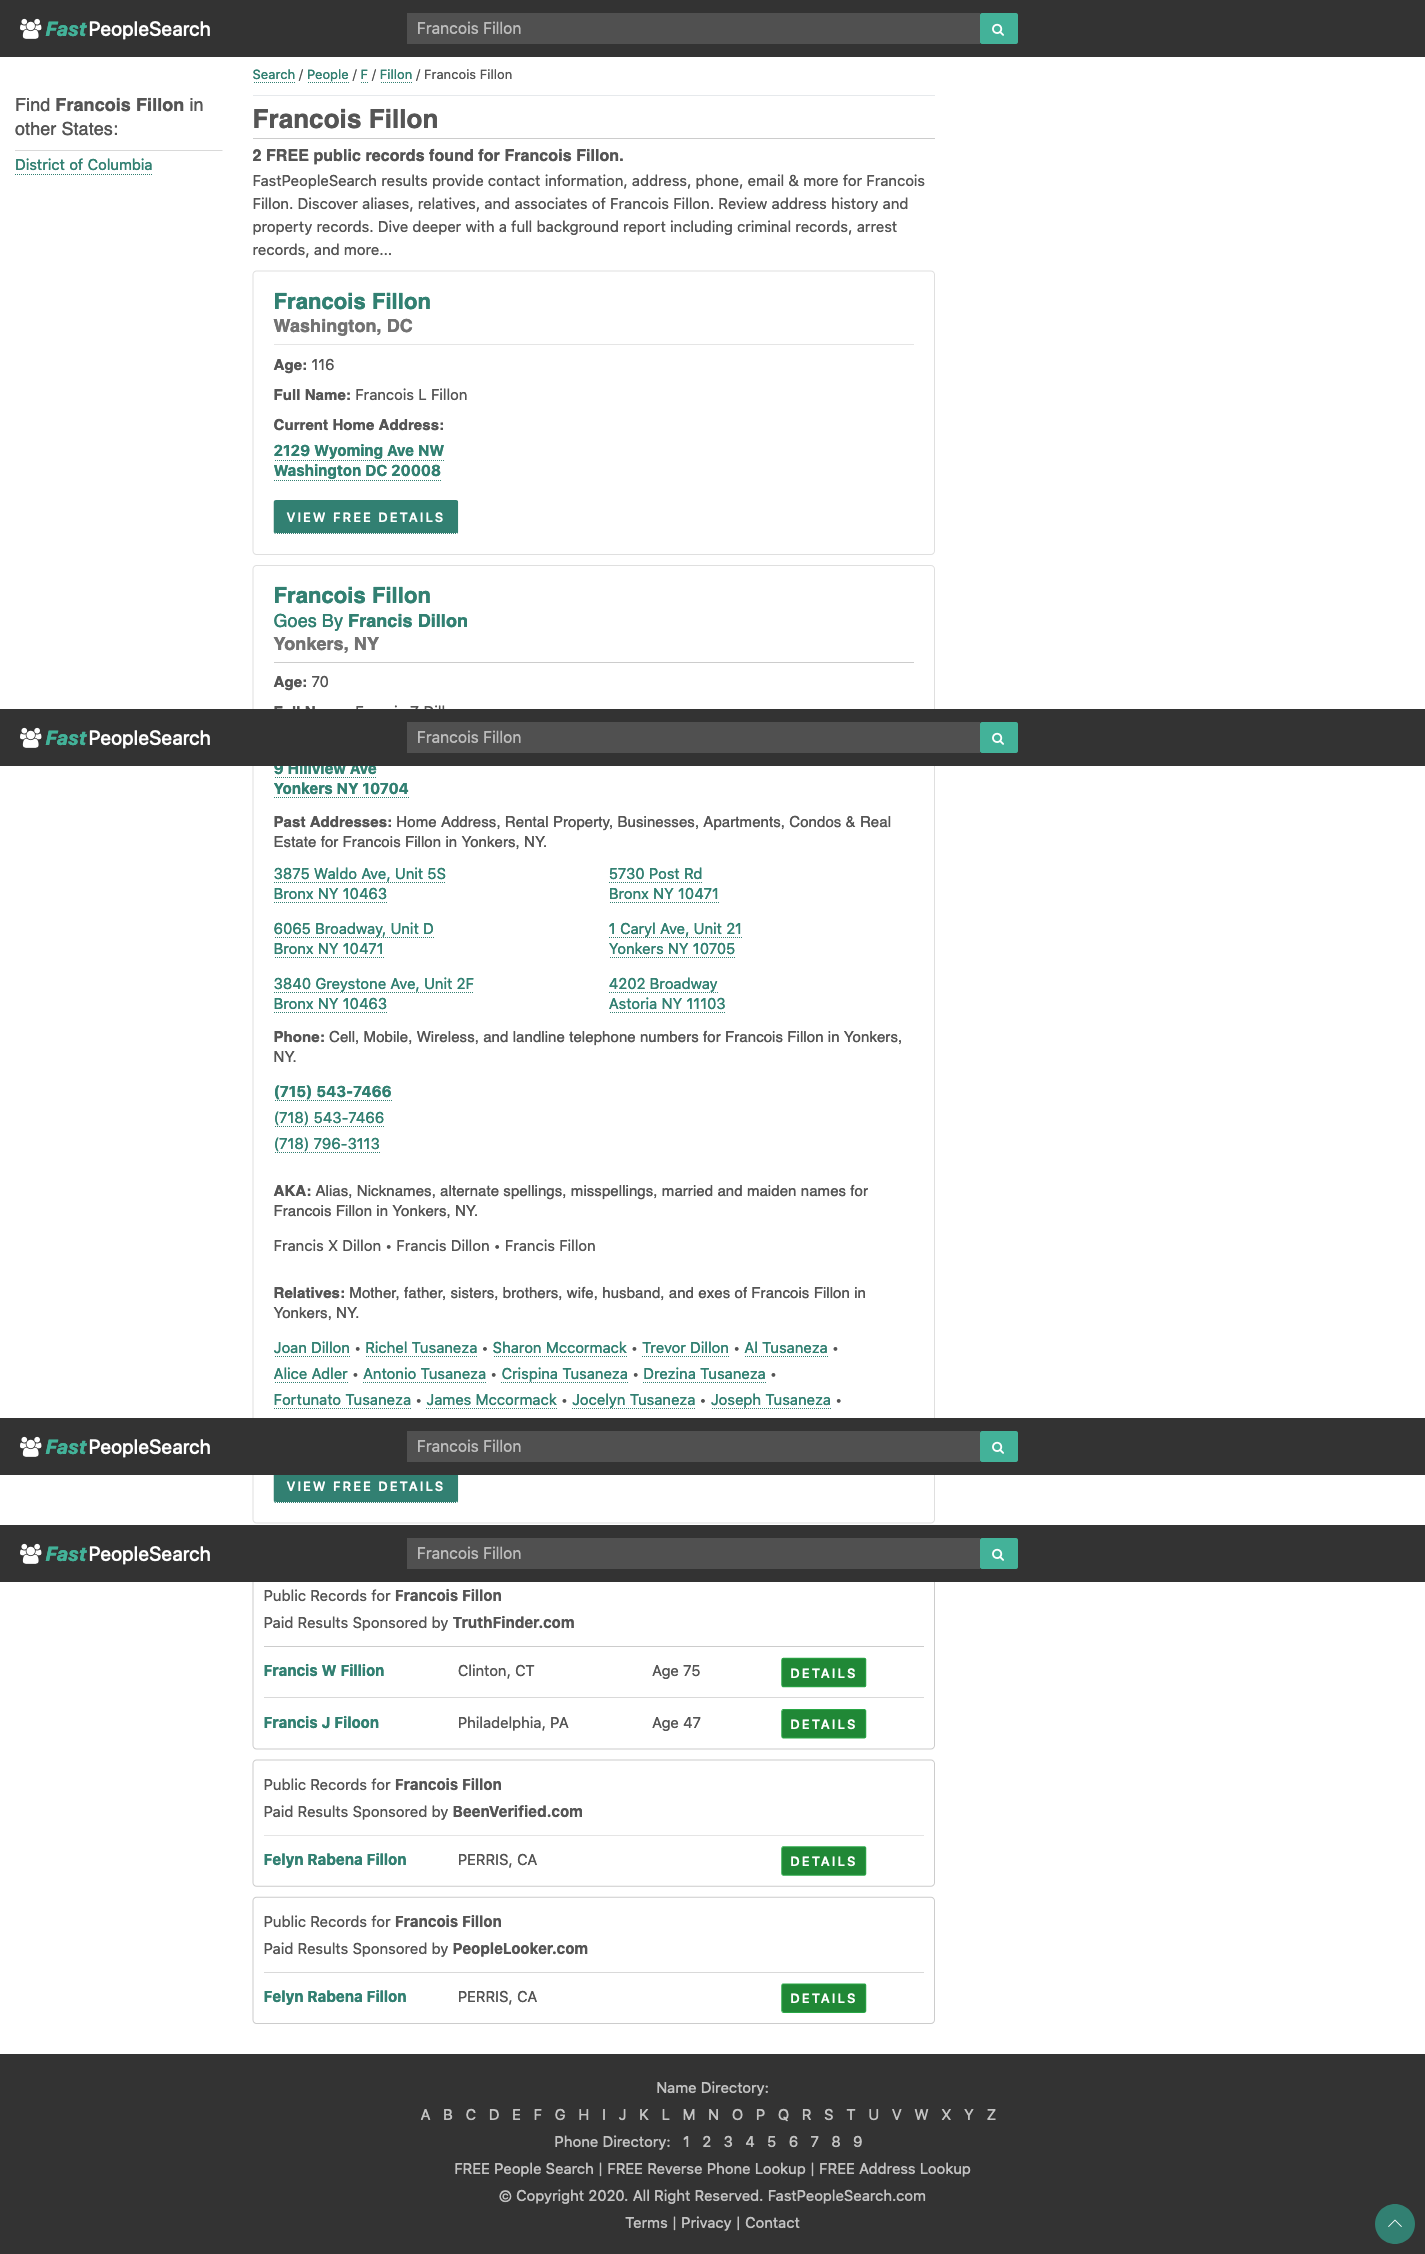 FastPeopleSearch
Francois Fillon
Search / People / F / Fillon / Francois Fillon
Find Francois Fillon in
other States:
District of Columbia
Francois Fillon
2 FREE public records found for Francois Fillon.
FastPeopleSearch results provide contact information, address, phone, email & more for Francois
Fillon. Discover aliases, relatives, and associates of Francois Fillon. Review address history and
property records. Dive deeper with a full background report including criminal records, arrest
records, and more...
Francois Fillon
Washington, DC
Age: 116
Full Name: Francois L Fillon
Current Home Address:
2129 Wyoming Ave NW
Washington DC 20008
VIEW FREE DETAILS
Francois Fillon
Goes By Francis Dillon
Yonkers, NY
Age: 70
FastPeopleSearch
Francois Fillon
9 Hillview Ave
Yonkers NY 10704
Past Addresses: Home Address, Rental Property, Businesses, Apartments, Condos & Real
Estate for Francois Fillon in Yonkers, NY.
3875 Waldo Ave, Unit 5S
Bronx NY 10463
5730 Post Rd
Bronx NY 10471
6065 Broadway, Unit D
Bronx NY 10471
1 Caryl Ave, Unit 21
Yonkers NY 10705
3840 Greystone Ave, Unit 2F
Bronx NY 10463
4202 Broadway
Astoria NY 11103
Phone: Cell, Mobile, Wireless, and landline telephone numbers for Francois Fillon in Yonkers,
NY.
(715) 543-7466
(718) 543-7466
(718) 796-3113
AKA: Alias, Nicknames, alternate spellings, misspellings, married and maiden names for
Francois Fillon in Yonkers, NY.
Francis X Dillon • Francis Dillon • Francis Fillon
Relatives: Mother, father, sisters, brothers, wife, husband, and exes of Francois Fillon in
Yonkers, NY.
Joan Dillon • Richel Tusaneza • Sharon Mccormack • Trevor Dillon • Al Tusaneza •
Alice Adler • Antonio Tusaneza • Crispina Tusaneza • Drezina Tusaneza •
Fortunato Tusaneza • James Mccormack • Jocelyn Tusaneza • Joseph Tusaneza •
FastPeopleSearch
Francois Fillon
VIEW FREE DETAILS
FastPeopleSearch
Francois Fillon
Public Records for Francois Fillon
Paid Results Sponsored by TruthFinder.com
Francis W Fillion Clinton, CT Age 75 DETAILS
Francis J Filoon Philadelphia, PA Age 47 DETAILS
Public Records for Francois Fillon
Paid Results Sponsored by BeenVerified.com
Felyn Rabena Fillon PERRIS, CA DETAILS
Public Records for Francois Fillon
Paid Results Sponsored by PeopleLooker.com
Felyn Rabena Fillon PERRIS, CA DETAILS
Name Directory:
A B C D E F G H I J K L M N O P Q R S T U V W X Y Z
Phone Directory: 1 2 3 4 5 6 7 8 9
FREE People Search | FREE Reverse Phone Lookup | FREE Address Lookup
© Copyright 2020. All Right Reserved. FastPeopleSearch.com
Terms | Privacy | Contact